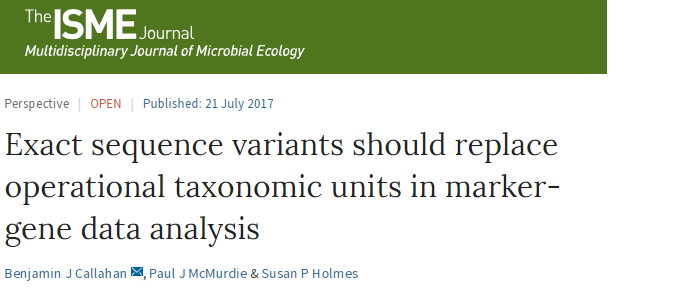 The ISME Journal
Multidisciplinary Journal of Microbial Ecology
Perspective | OPEN | Published: 21 July 2017
Exact sequence variants should replace
operational taxonomic units in marker-
gene data analysis
Benjamin J Callahan, Paul J McMurdie & Susan P Holmes